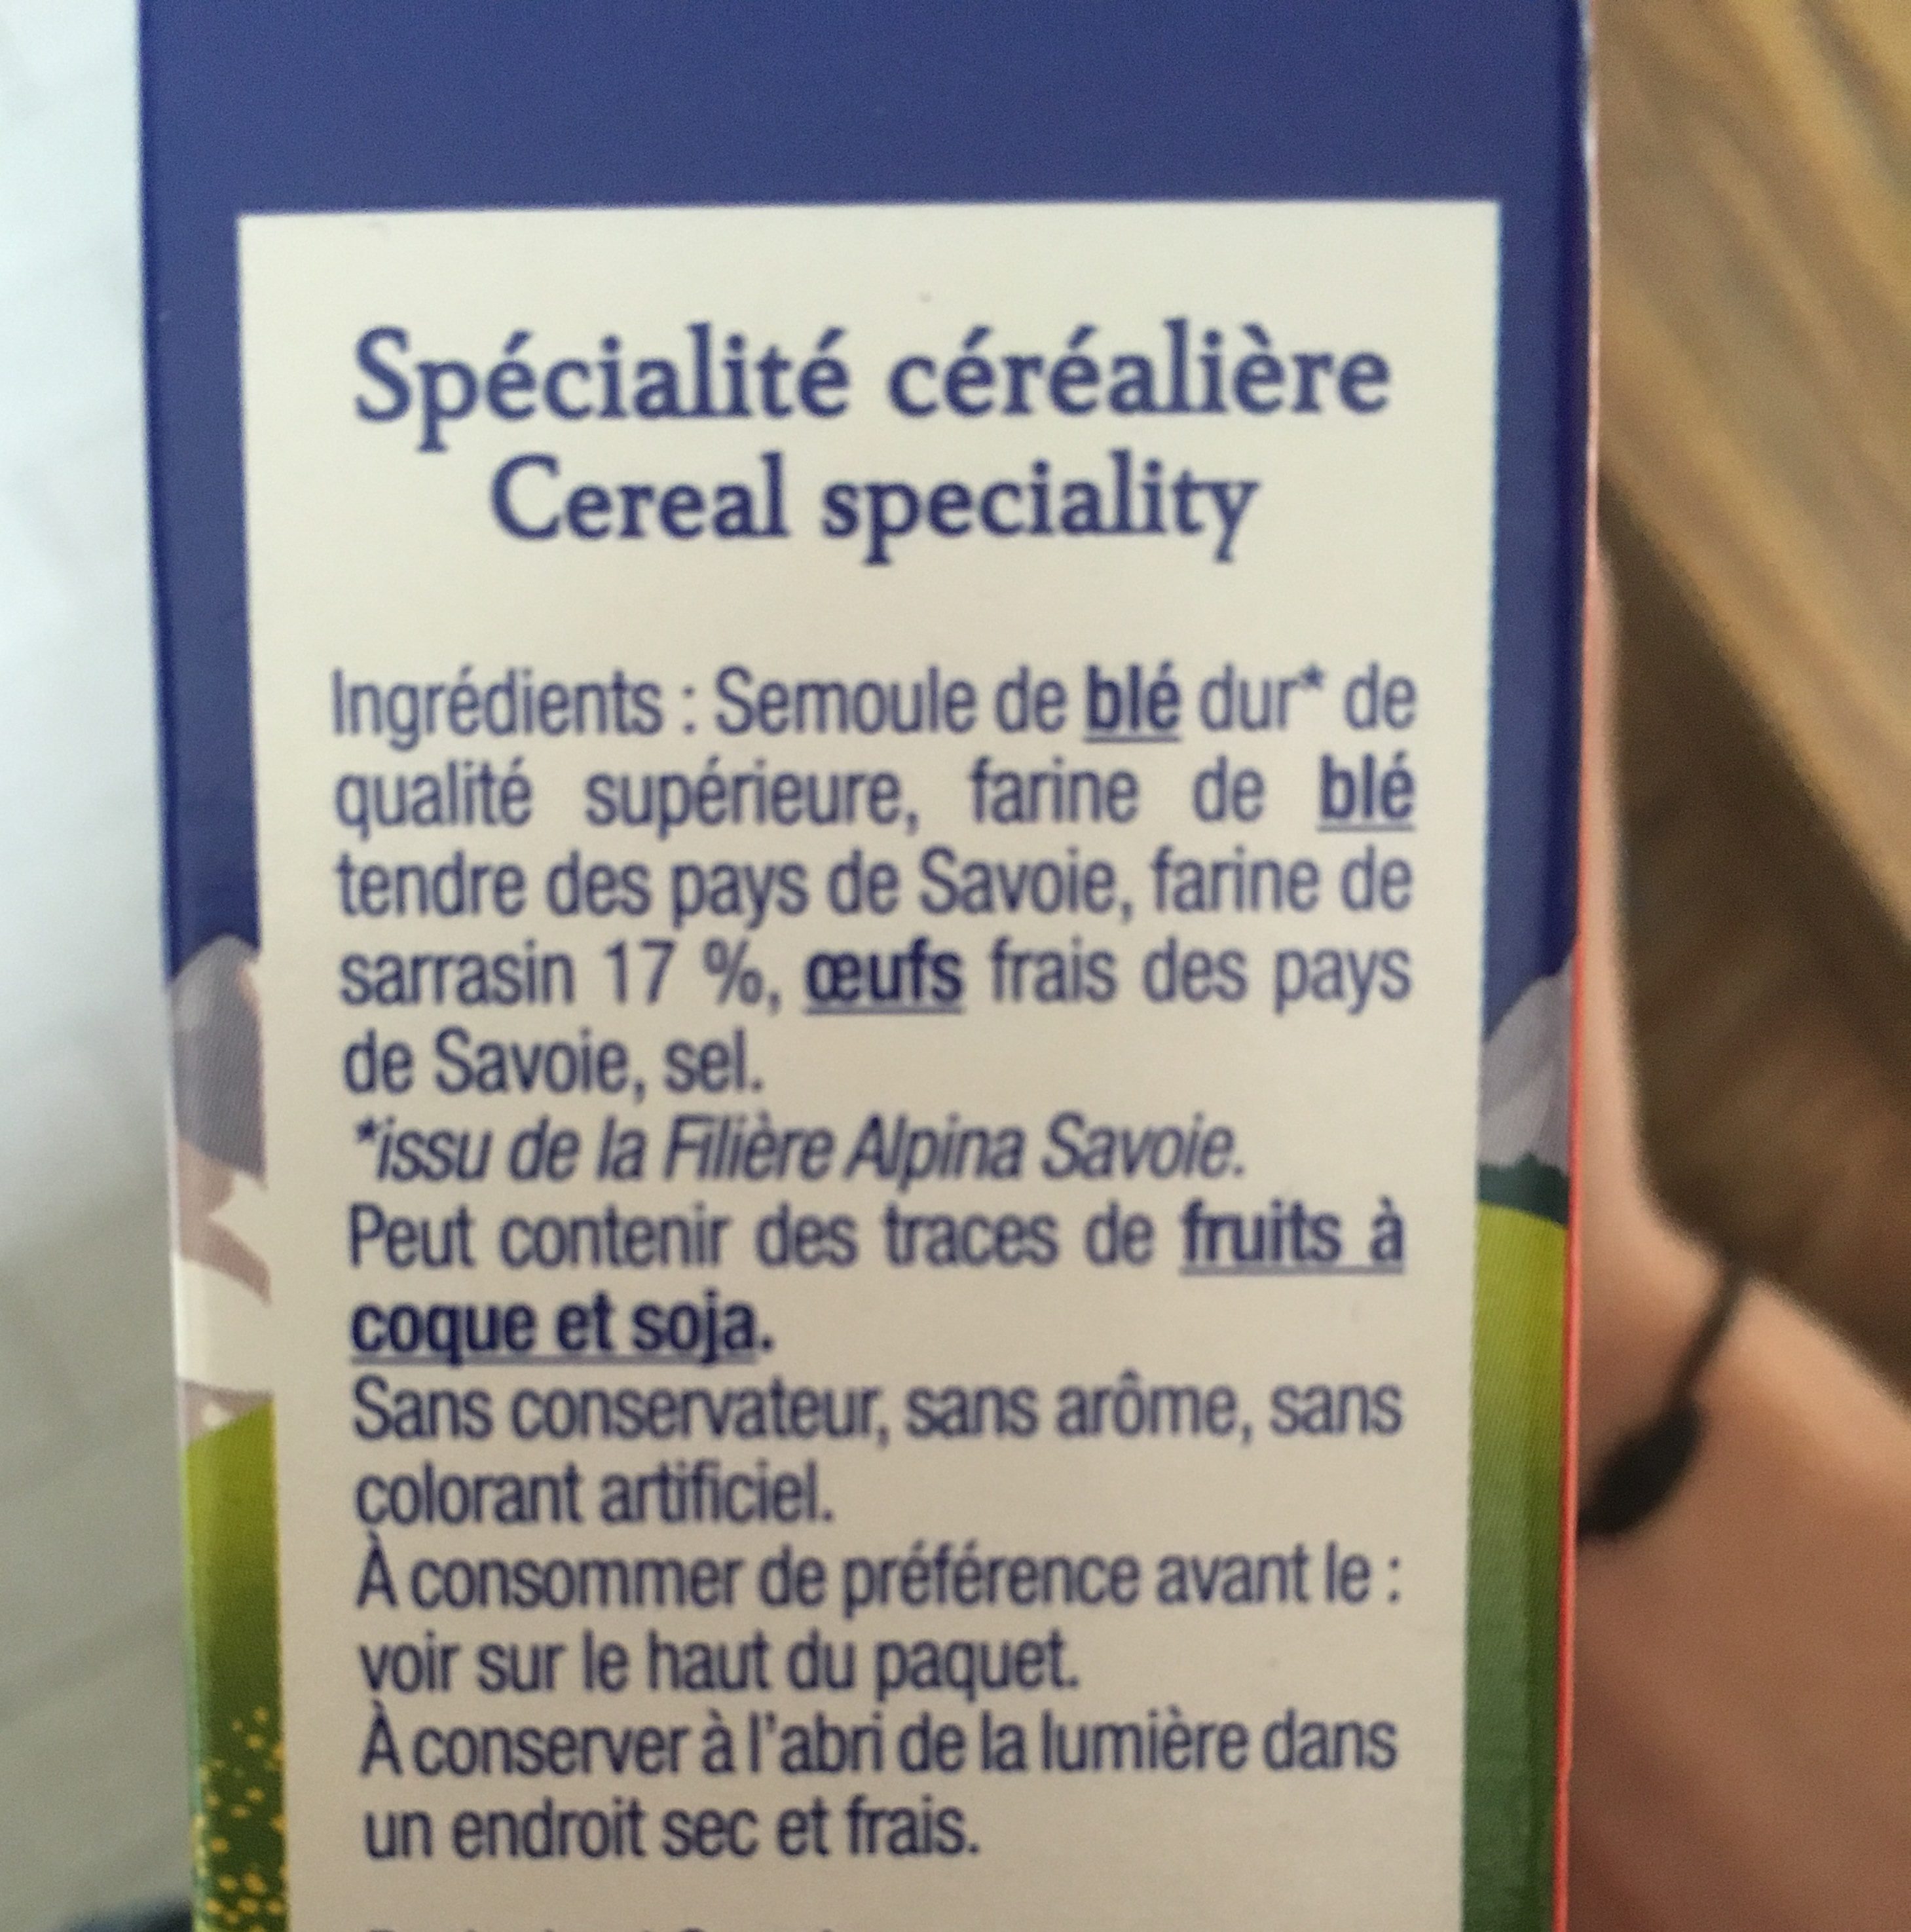 Spécialité céréalière
Cereal speciality
Ingrédients : Semoule de blé dur* de
qualité supérieure, farine de blé
tendre des pays de Savoie, farine de
sarrasin 17 %, œufs frais des pays
de Savoie, sel.
*issu de la Filière Alpina Savoie.
Peut contenir des traces de fruits à
coque et soja.
Sans conservateur, sans arôme, sans
colorant artificiel.
À consommer de préférence avant le :
voir sur le haut du paquet.
À conserver à l'abri de la lumière dans
un endroit sec et frais.